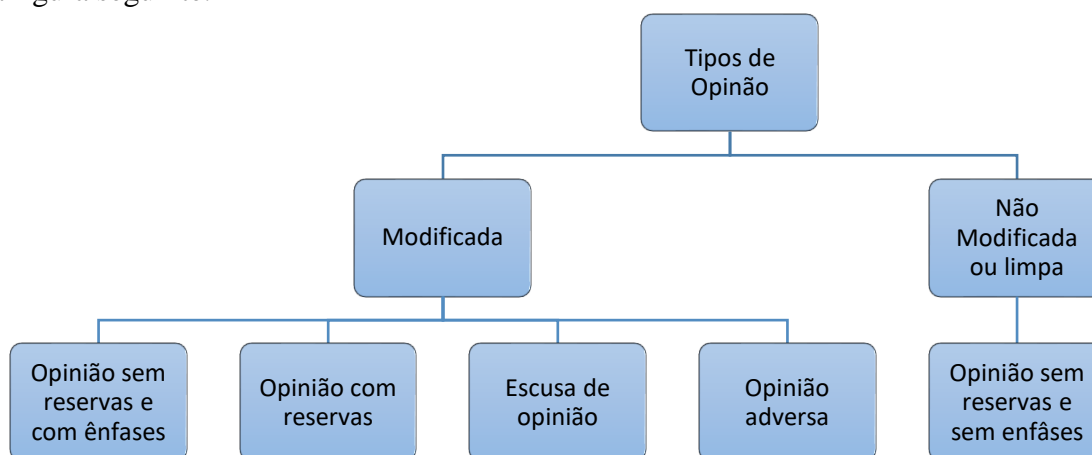 Tipos de
Opinão
Modificada
Não
Modificada
ou limpa
Opinião sem
reservas e
com ênfases
Opinião com
reservas
Escusa de
opinião
Opinião
adversa
Opinião sem
reservas e
sem enfâses